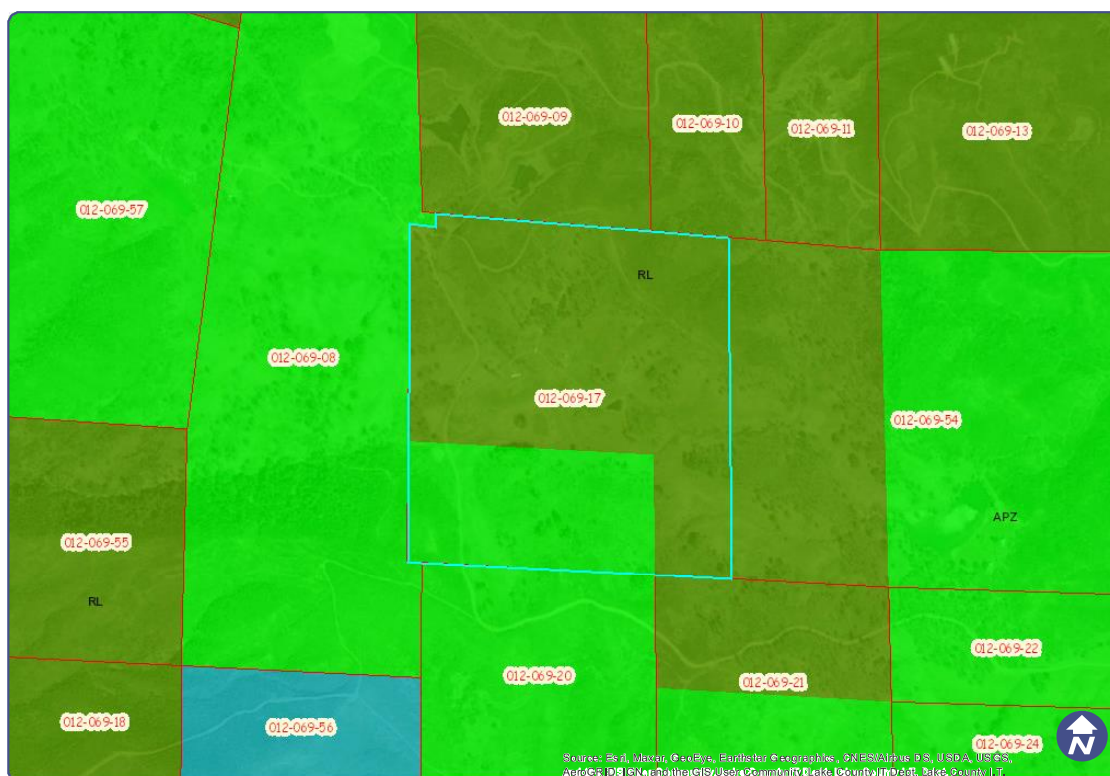 012-069-09
012-069-10
012-069-11
012-069-13
012-069-57
RL
012-069-08
012-069-17
012-069-54
APZ
012-069-55
RL
012-069-22
012-069-20
012-069-21
012-069-18
012-069-56
012-069-24
N
Source: Esri, Maxar, GeoEye, Earthstar Geographics, CNES/Airbus DS, USDA, USGS,
AeroGRID, IGN, and the GIS User Community, Lake County IT Dept, Lake County I.T.